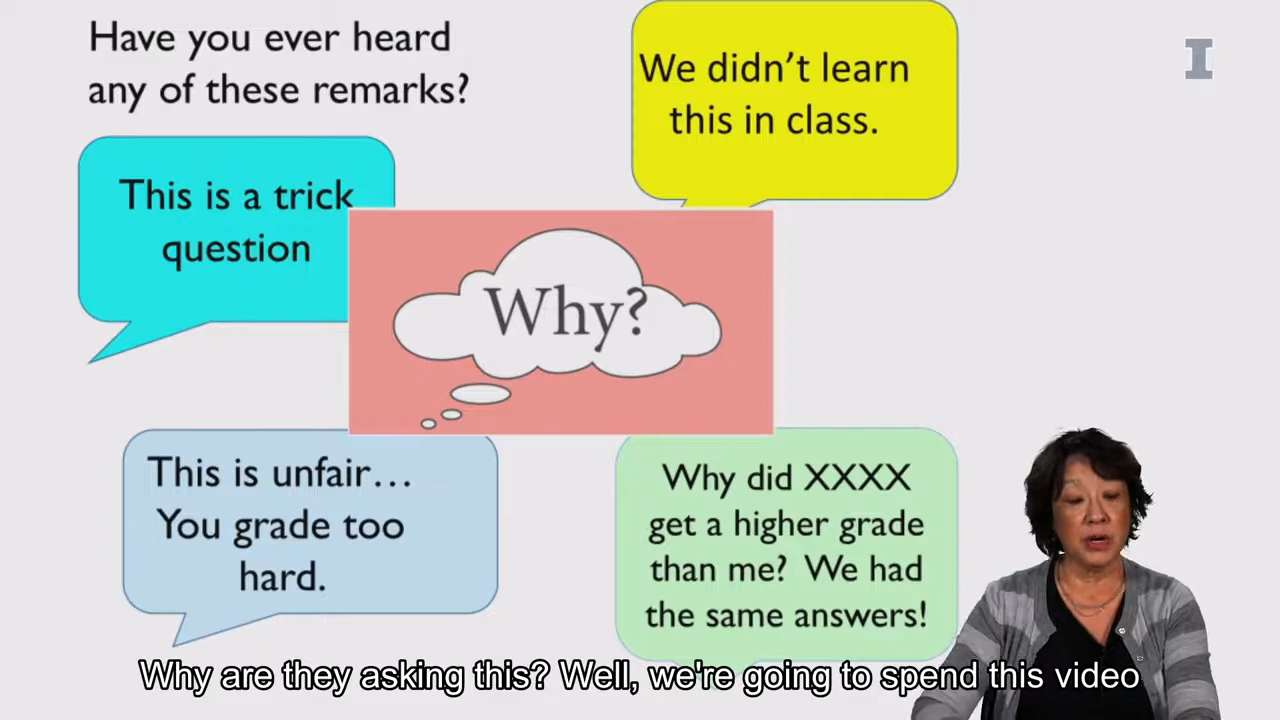 Have you ever heard
any of these remarks?
We didn't learn
this in class.
This is a trick
question
Why?
This is unfair…
You grade too
hard.
Why did XXXX
get a higher grade
than me? We had
the same answers!
Why are they asking this? Well, we're going to spend this video
I